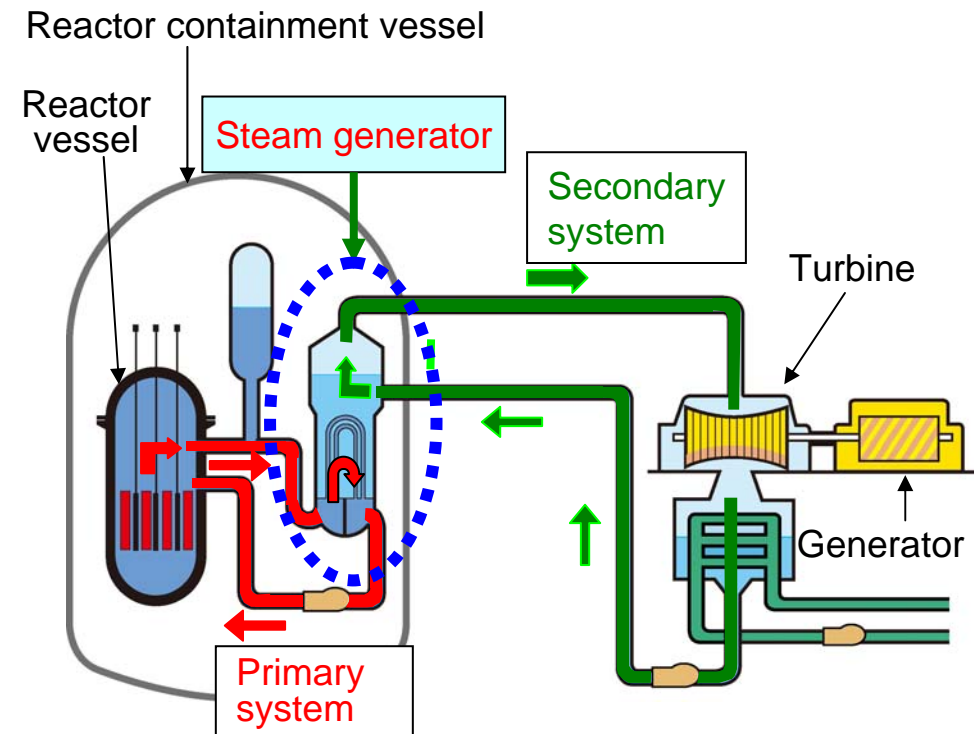 Reactor containment vessel
Reactor
vessel
Steam generator
Secondary
system
Turbine
Generator
Primary
system